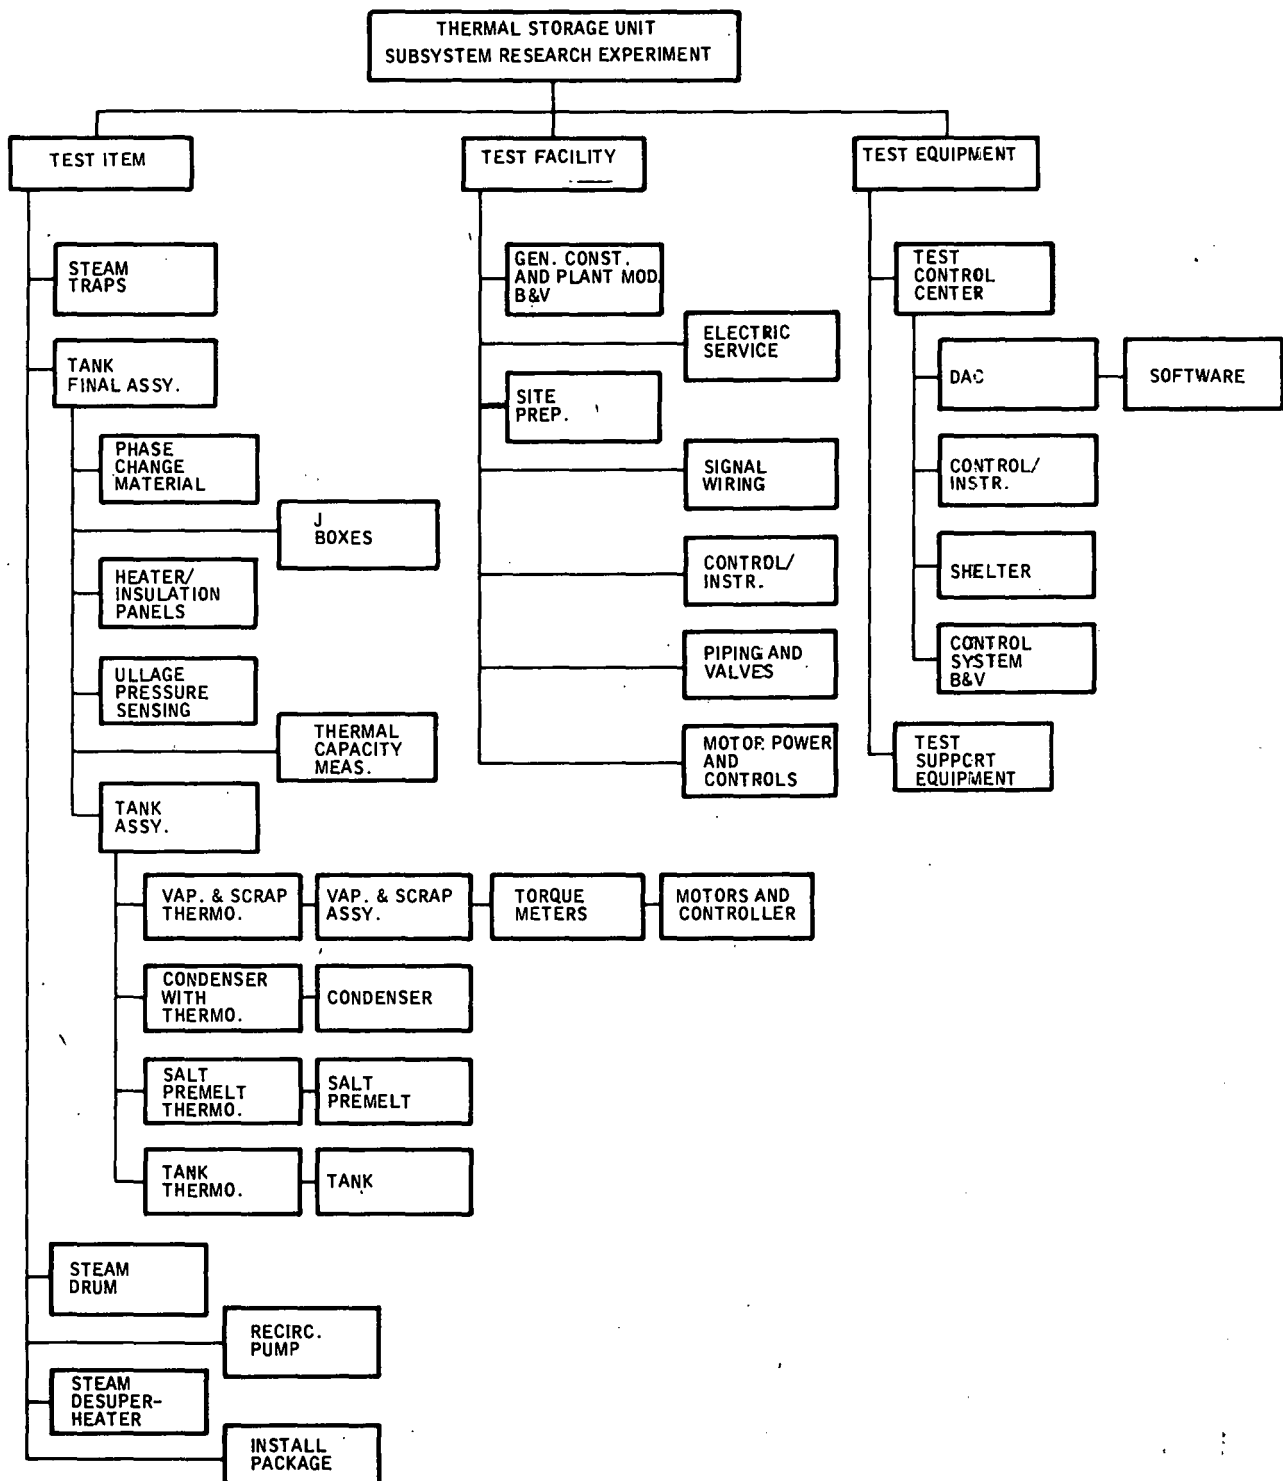 THERMAL STORAGE UNIT
SUBSYSTEM RESEARCH EXPERIMENT
TEST ITEM
TEST FACILITY
TEST EQUIPMENT
STEAM
TRAPS
TANK
FINAL ASSY.
PHASE
CHANGE
MATERIAL
J
BOXES
HEATER/
INSULATION
PANELS
ULLAGE
PRESSURE
SENSING
THERMAL
CAPACITY
MEAS.
TANK
ASSY.
VAP. & SCRAP
THERMO.
VAP. & SCRAP
ASSY.
TORQUE
METERS
MOTORS AND
CONTROLLER
CONDENSER
WITH
THERMO.
CONDENSER
SALT
PREMELT
THERMO.
SALT
PREMELT
TANK
THERMO.
TANK
STEAM
DRUM
RECIRC.
PUMP
STEAM
DESUPER-
HEATER
INSTALL
PACKAGE
GEN. CONST.
AND PLANT MOD.
B&V
ELECTRIC
SERVICE
SITE
PREP.
SIGNAL
WIRING
CONTROL/
INSTR.
PIPING AND
VALVES
MOTOR POWER
AND
CONTROLS
TEST
CONTROL
CENTER
DAC
SOFTWARE
CONTROL/
INSTR.
SHELTER
CONTROL
SYSTEM
B&V
TEST
SUPPORT
EQUIPMENT